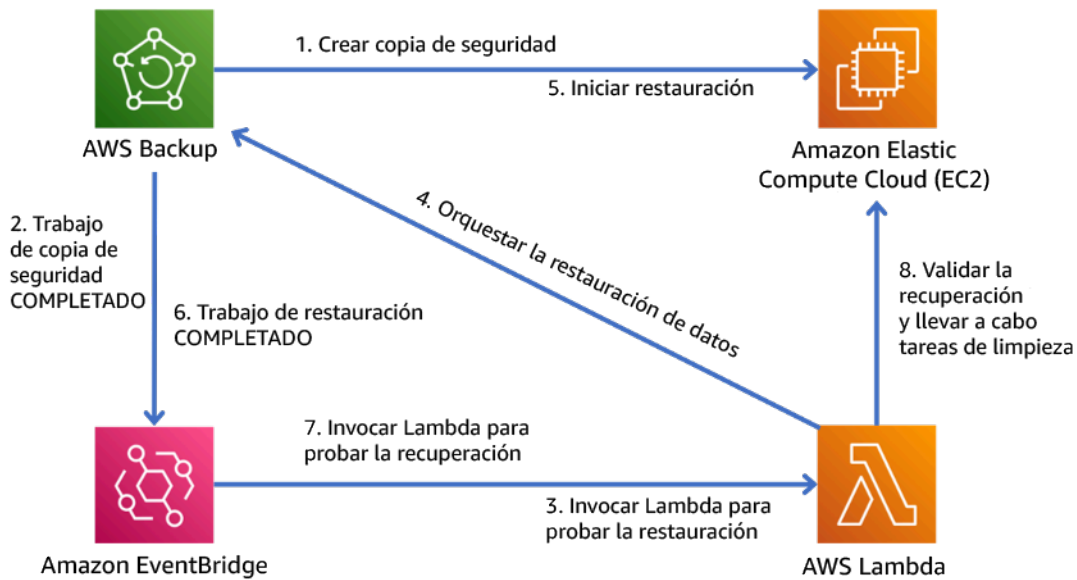 1. Crear copia de seguridad
5. Iniciar restauración
AWS Backup
Amazon Elastic
Compute Cloud (EC2)
2. Trabajo
de copia de
seguridad
COMPLETADO
6. Trabajo de restauración
COMPLETADO
4. Orquestar la restauración de datos
8. Validar la
recuperación
y llevar a cabo
tareas de limpieza
7. Invocar Lambda para
probar la recuperación
3. Invocar Lambda para
probar la restauración
Amazon EventBridge
AWS Lambda